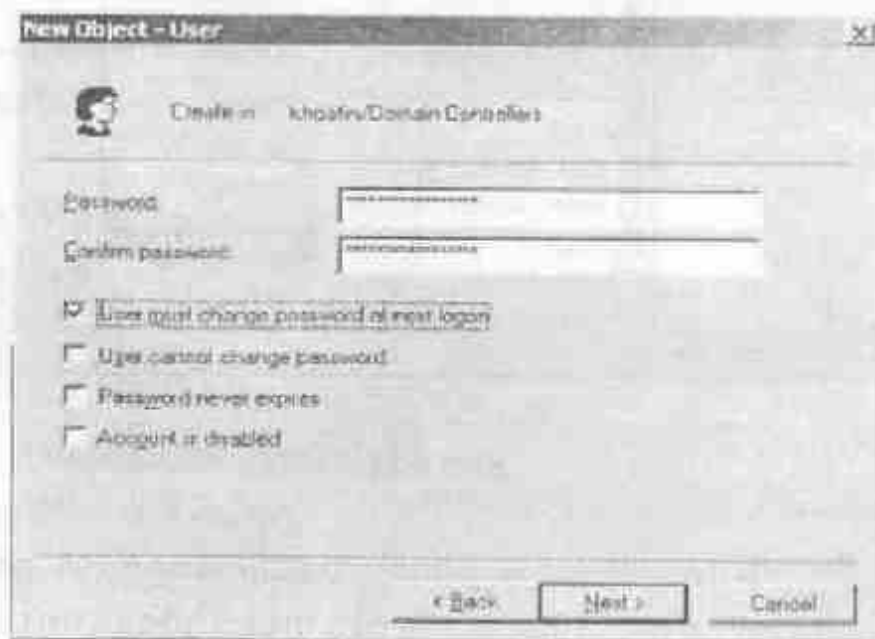 New Object - User
Create in: khoatin/Domain Controllers
Password:
Confirm password:
User must change password at next logon
User cannot change password
Password never expires
Account is disabled
< Back Next > Cancel